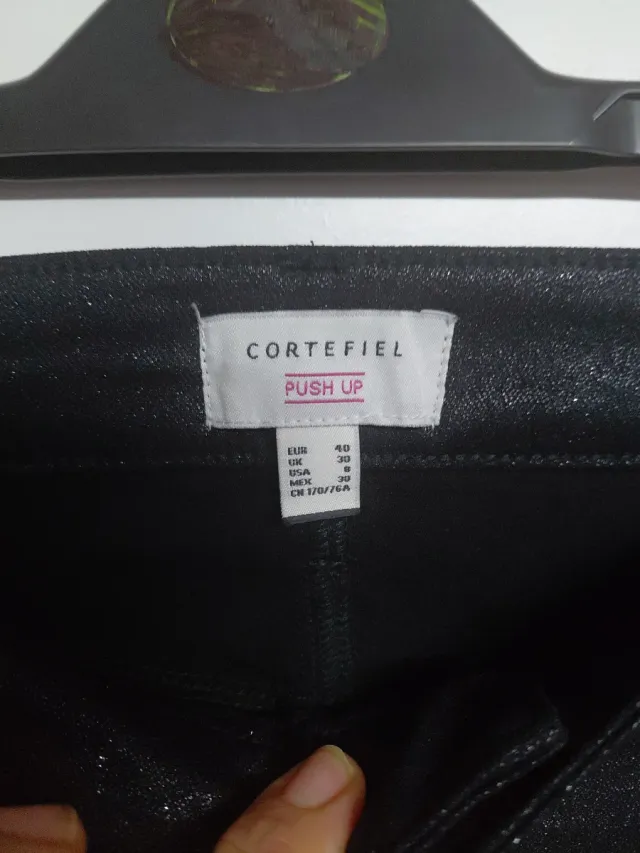 CORTEFIEL
PUSH UP
EUR 40
UK 30
USA 8
MEX 30
CN 170/76A